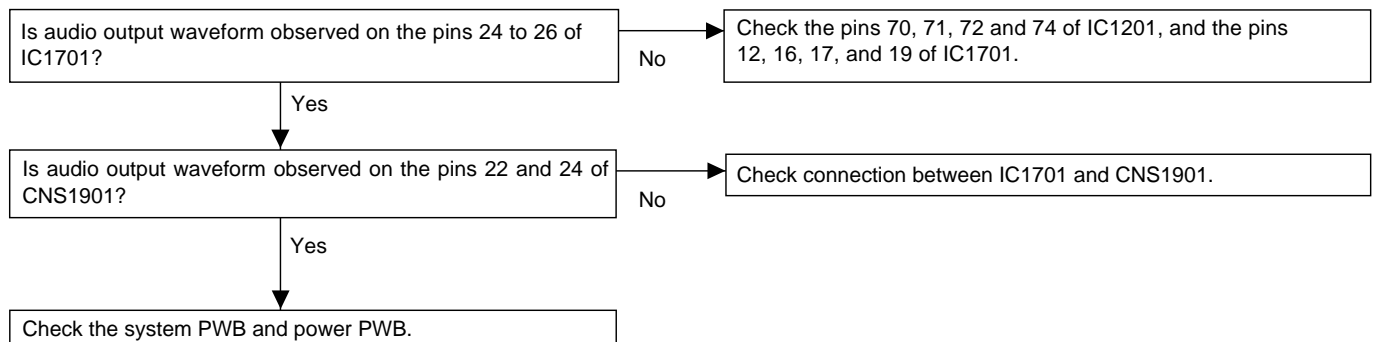 Is audio output waveform observed on the pins 24 to 26 of
IC1701?
No
Check the pins 70, 71, 72 and 74 of IC1201, and the pins
12, 16, 17, and 19 of IC1701.
Yes
Is audio output waveform observed on the pins 22 and 24 of
CNS1901?
No
Check connection between IC1701 and CNS1901.
Yes
Check the system PWB and power PWB.